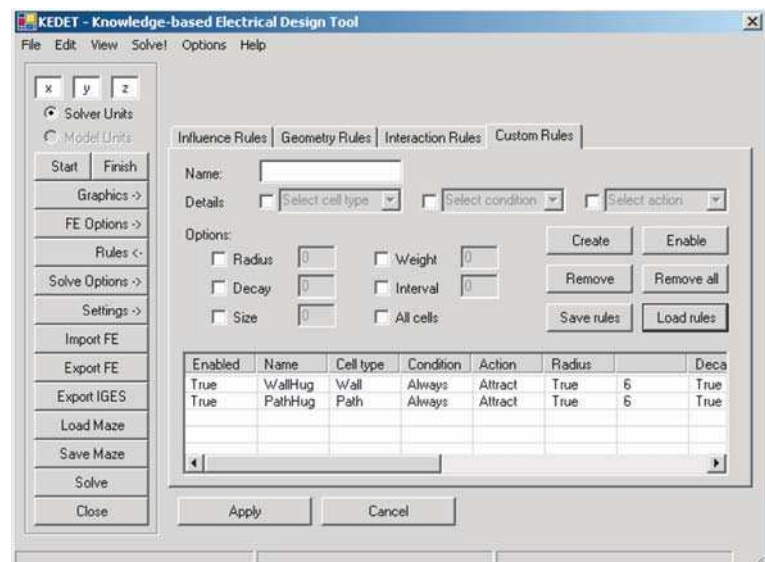 KEDET - Knowledge-based Electrical Design Tool
File Edit View Solve! Options Help
x y z
Solver Units
Model Units
Start Finish
Graphics ->
FE Options ->
Rules <-
Solve Options ->
Settings ->
Import FE
Export FE
Export IGES
Load Maze
Save Maze
Solve
Close
Influence Rules Geometry Rules Interaction Rules Custom Rules
Name:
Details Select cell type Select condition Select action
Options:
Radius 0 Weight 0
Decay 0 Interval 0
Size 0 All cells
Create Enable
Remove Remove all
Save rules Load rules
Enabled Name Cell type Condition Action Radius Deca
True WallHug Wall Always Attract True 6 True
True PathHug Path Always Attract True 6 True
Apply Cancel